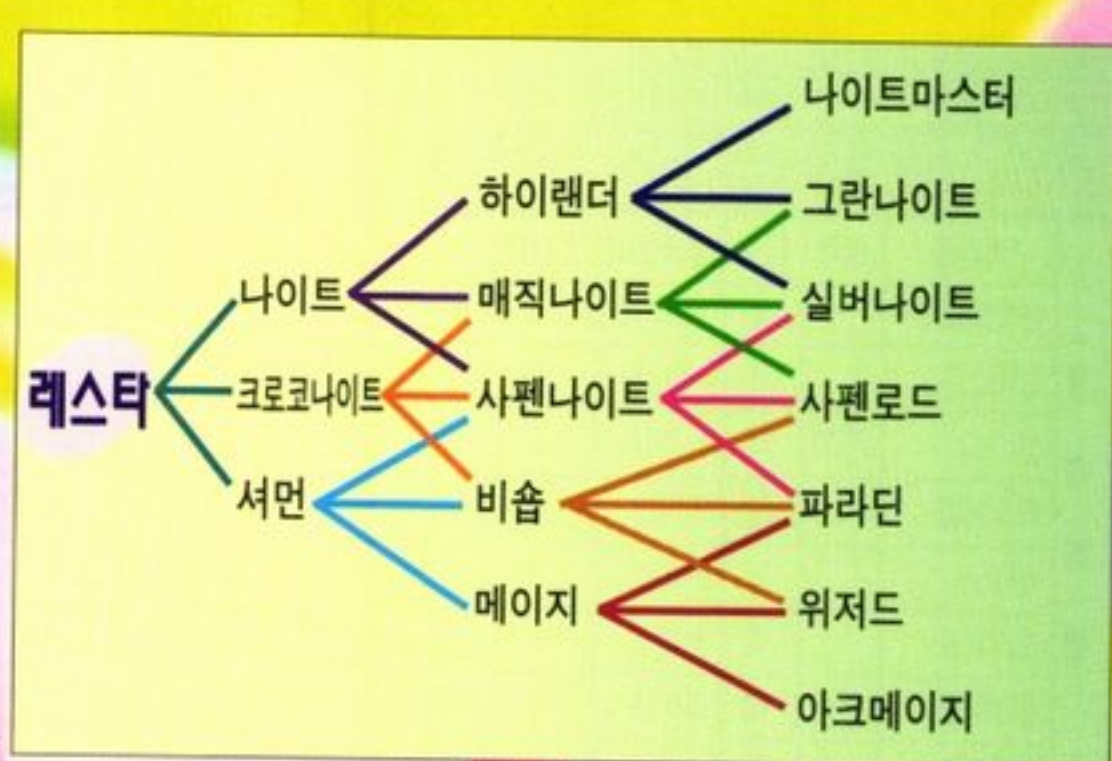 레스타
나이트
크로코나이트
셔먼
하이랜더
매직나이트
사펜나이트
비숍
메이지
나이트마스터
그란나이트
실버나이트
사펜로드
파라딘
위저드
아크메이지